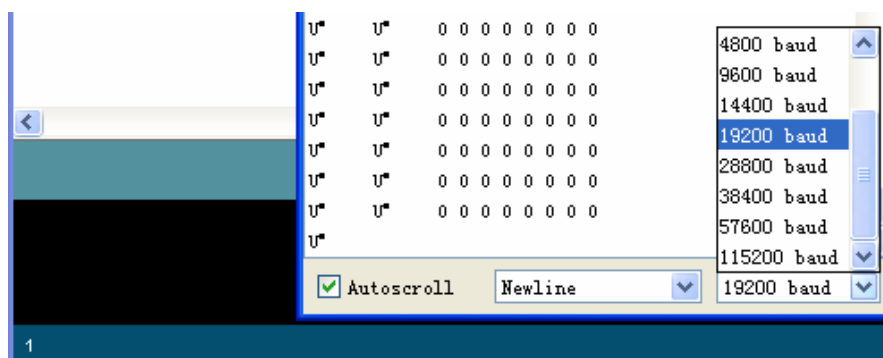 0 0 0 0 0 0 0 0
0 0 0 0 0 0 0 0
0 0 0 0 0 0 0 0
0 0 0 0 0 0 0 0
0 0 0 0 0 0 0 0
0 0 0 0 0 0 0 0
0 0 0 0 0 0 0 0
4800 baud
9600 baud
14400 baud
19200 baud
28800 baud
38400 baud
57600 baud
115200 baud
Autoscroll Newline 19200 baud
1